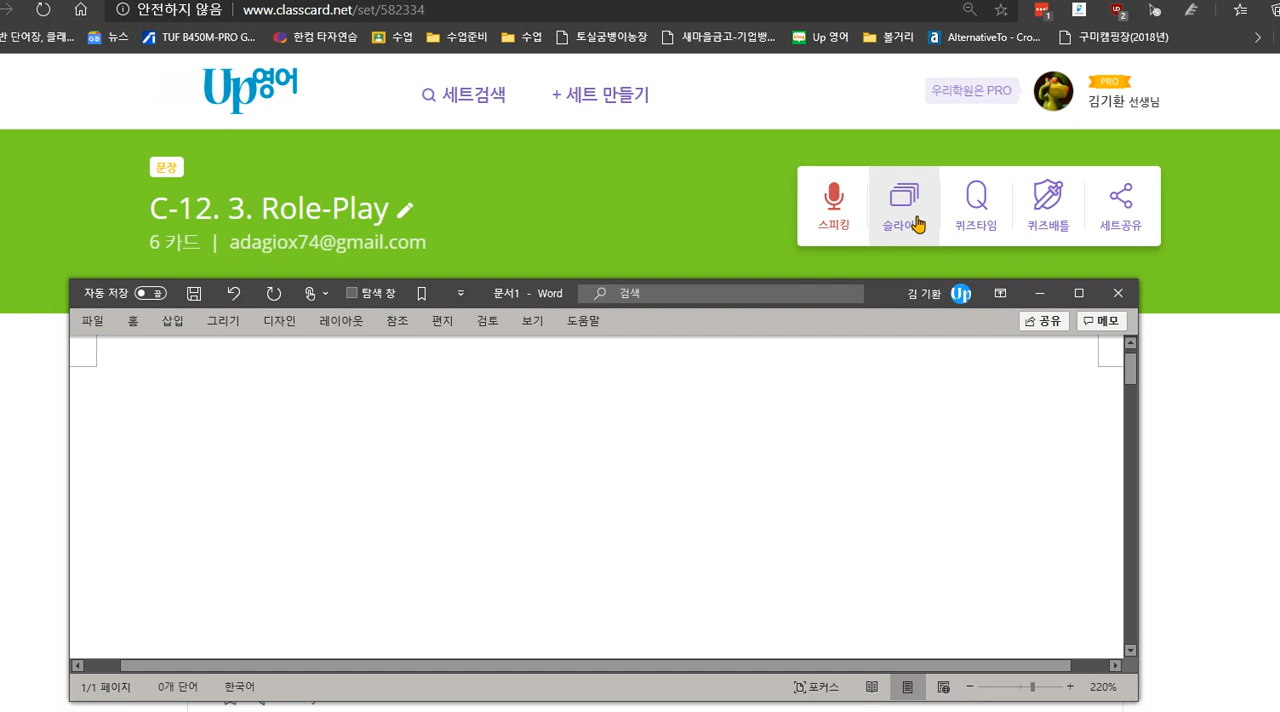 안전하지 않음 www.classcard.net/set/582334
1 2
반 단어장, 클래... 뉴스 TUF B450M-PRO G... 한컴 타자연습 수업 수업준비 수업 토실굼벵이농장 새마을금고-기업뱅... Up 영어 볼거리 AlternativeTo - Cro... 구미캠핑장(2018년)
Up영어 세트검색 + 세트 만들기 우리학원은 PRO PRO
김기환 선생님
문장
C-12. 3. Role-Play
6 카드 | adagiox74@gmail.com
스피킹 퀴즈타임 퀴즈배틀 세트공유
자동 저장 끔 탐색 창 문서1 - Word 검색 김 기환 Up
파일 홈 삽입 그리기 디자인 레이아웃 참조 편지 검토 보기 도움말 공유 메모
1/1 페이지 0개 단어 한국어 포커스 220%